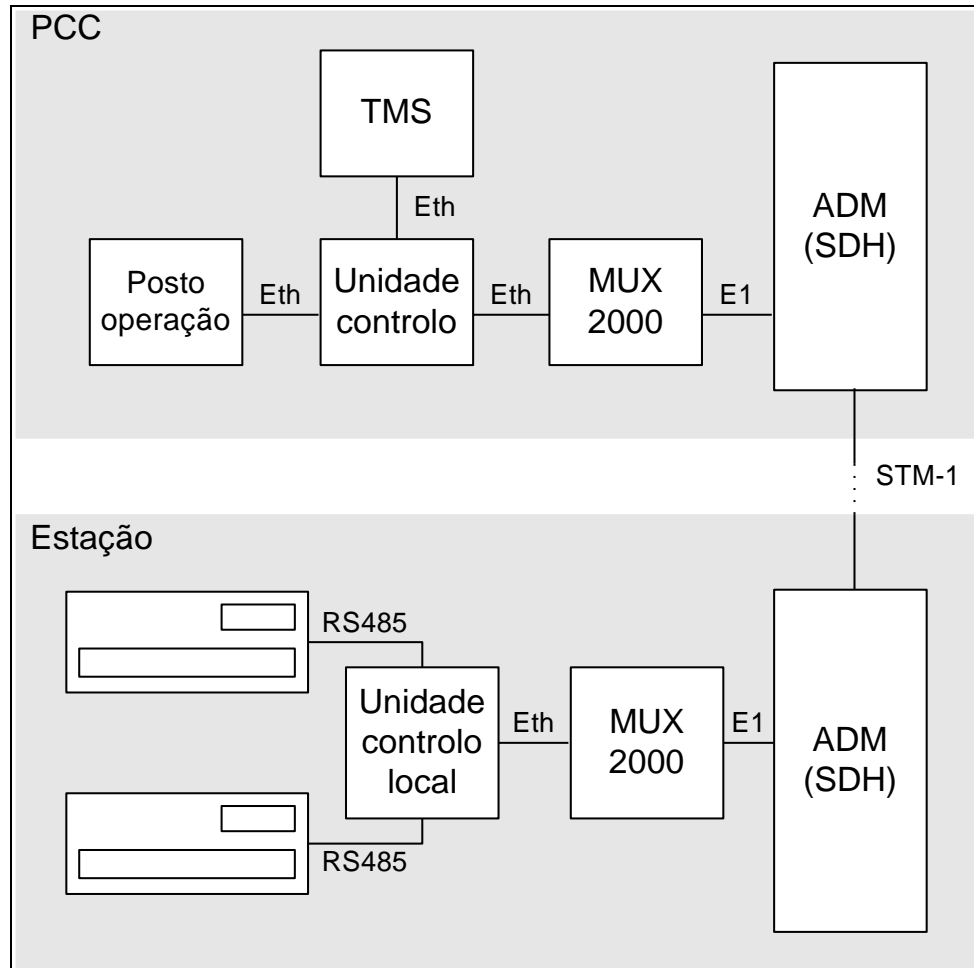 PCC
TMS
Eth
Posto
operação
Eth
Unidade
controlo
Eth
MUX
2000
E1
ADM
(SDH)
STM-1
Estação
RS485
Unidade
controlo
local
Eth
MUX
2000
E1
ADM
(SDH)
RS485